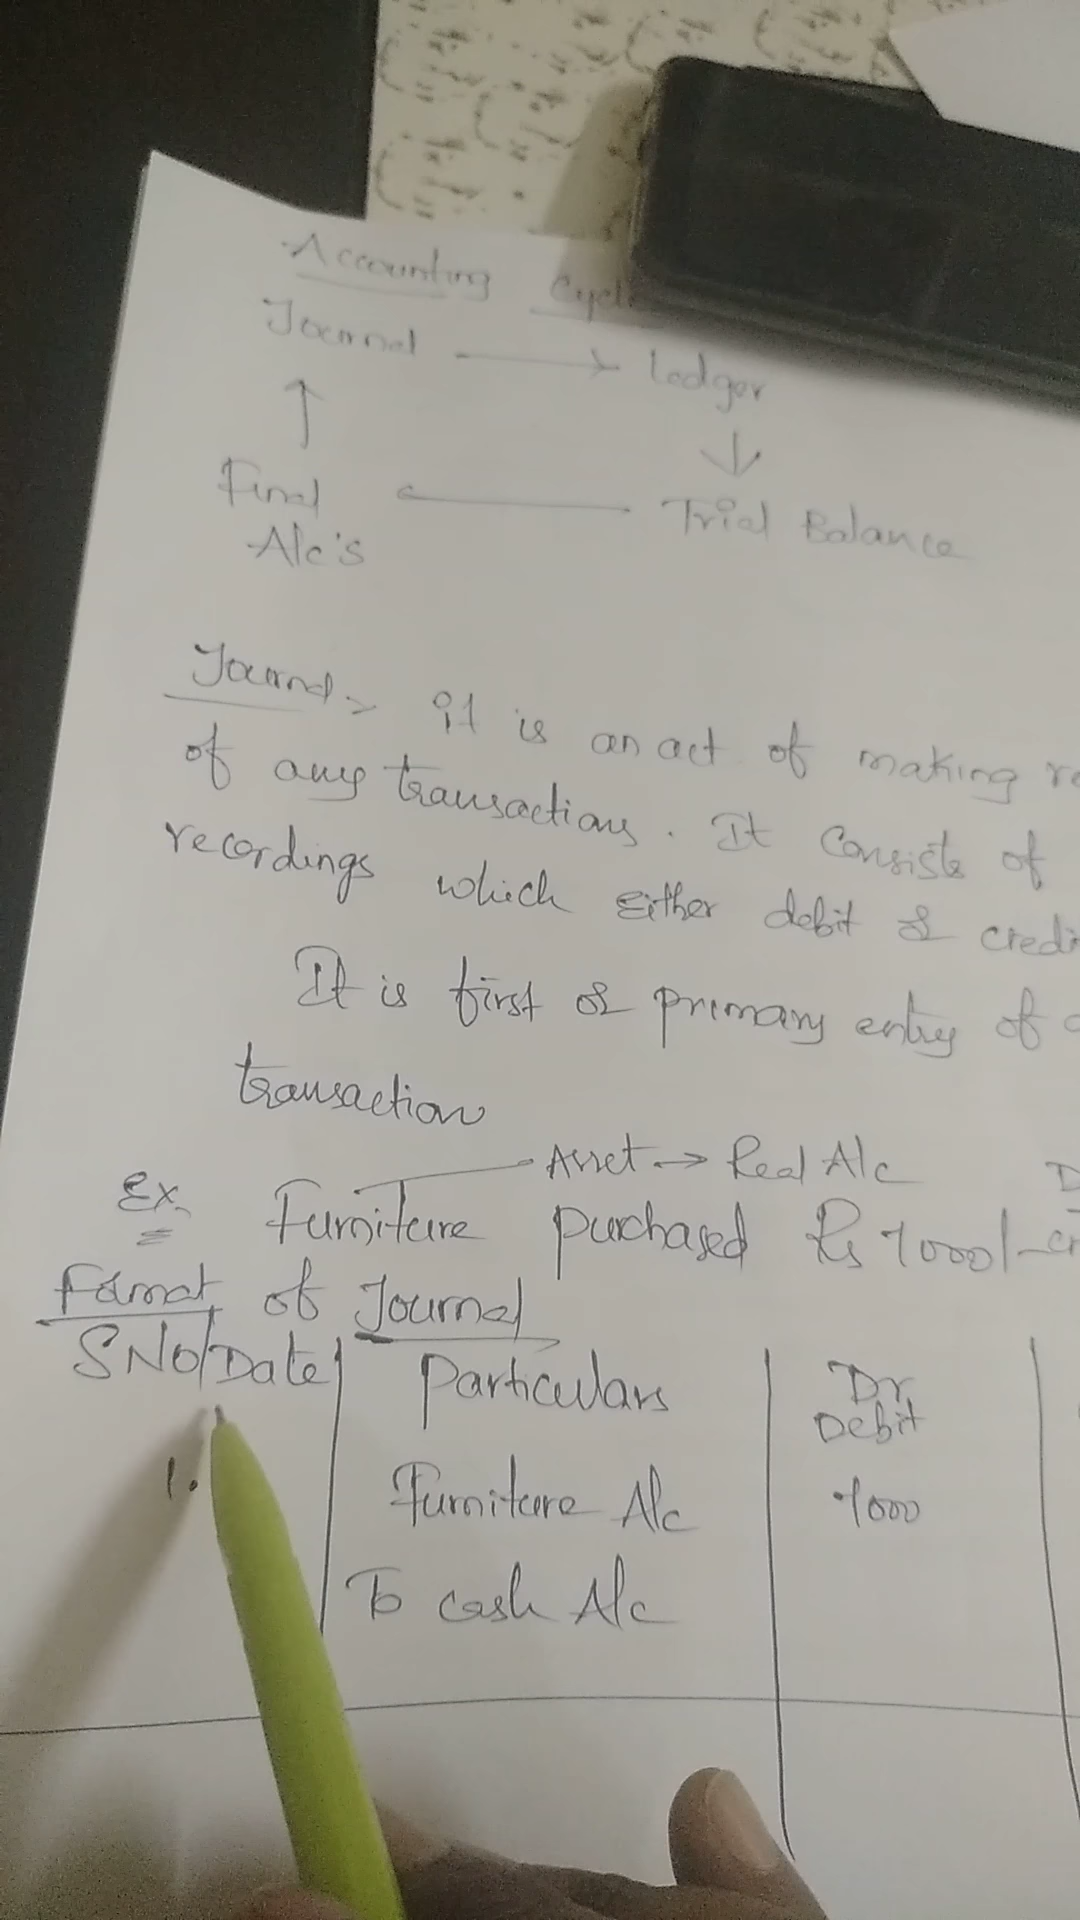 Accounting Cycle
Journal → Ledger
↑ ↓
Final ← Trial Balance
A/c's
Journal > it is an act of making
of any transactions. It consists of
recordings which either debit or
It is first or primary entry of
transaction
Asset → Real A/c
Ex. Furniture purchased Rs 1000/-
Format of Journal
SNO/Date Particulars Dr.
Debit
1. Furniture A/c 1000
To cash A/c